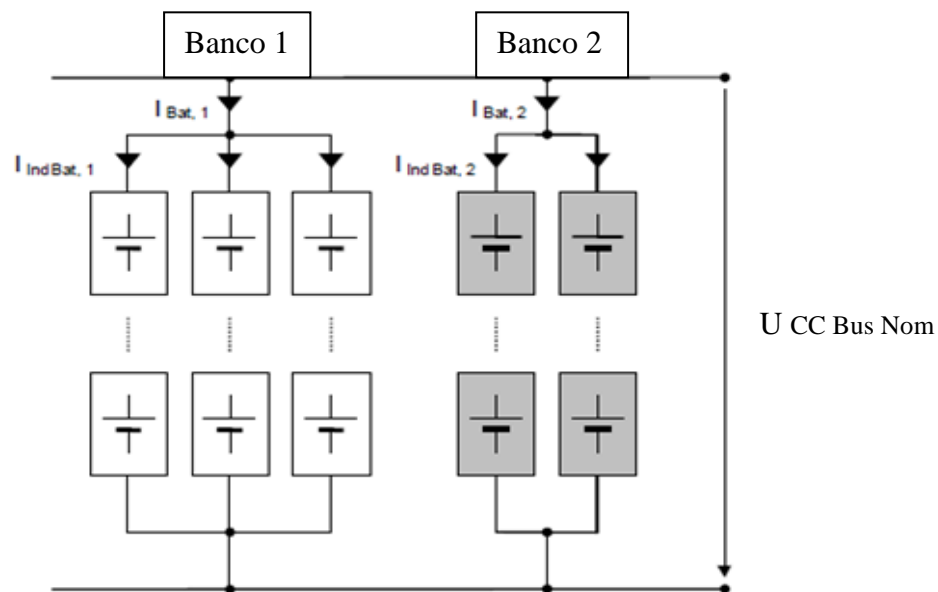 Banco 1
Banco 2
I Bat, 1
I Bat, 2
I Ind Bat, 1
I Ind Bat, 2
U CC Bus Nom